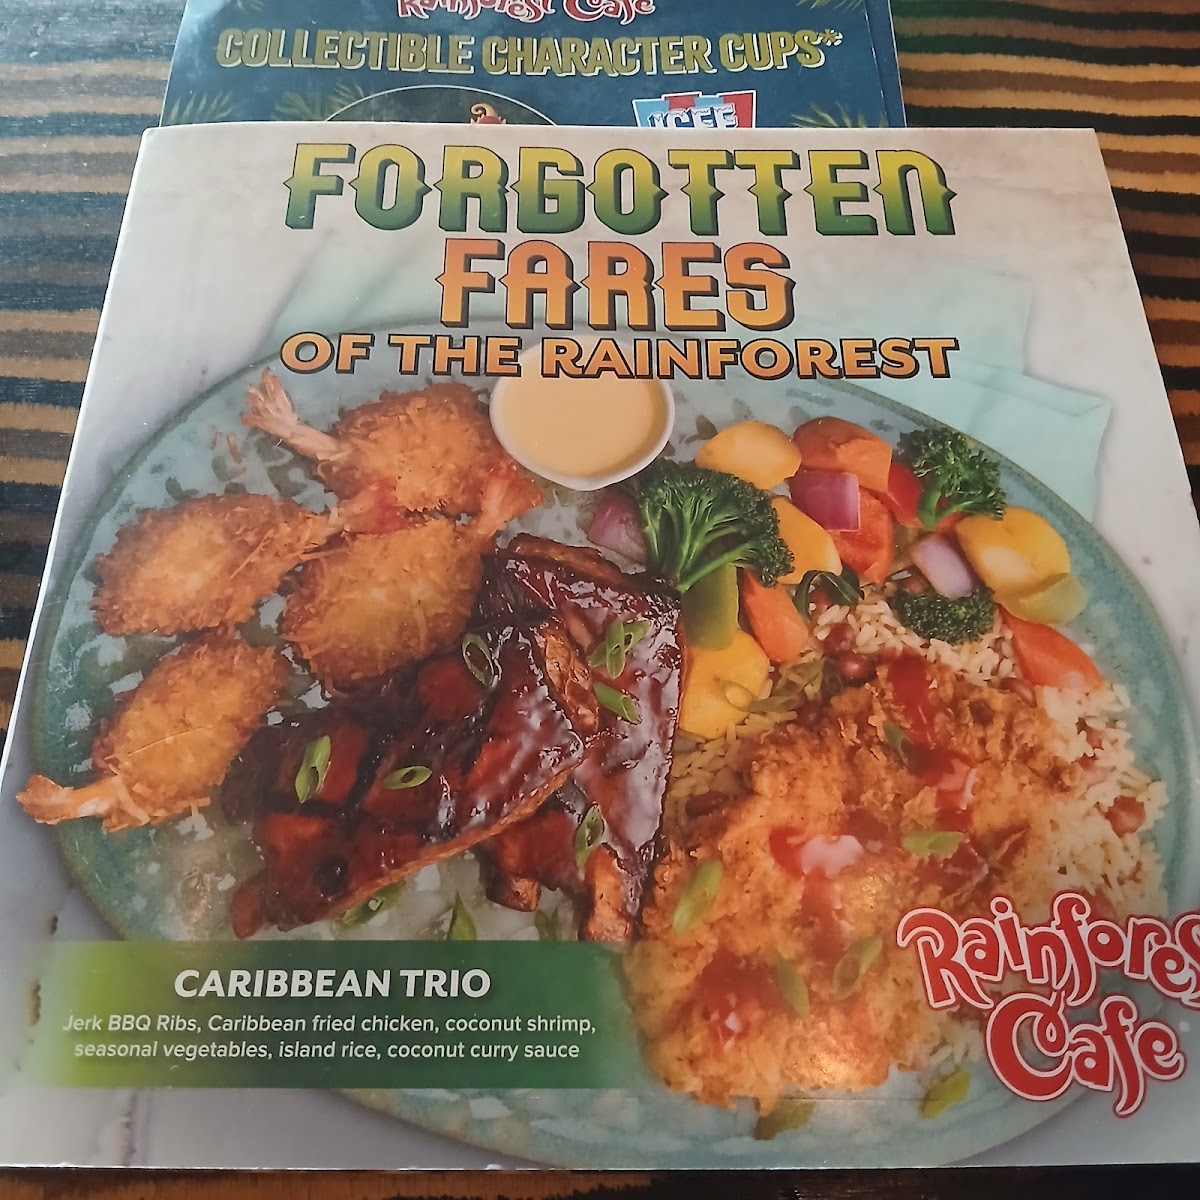 Rainforest Cafe
COLLECTIBLE CHARACTER CUPS*
ICEE
FORGOTTEN
FARES
OF THE RAINFOREST
CARIBBEAN TRIO
Jerk BBQ Ribs, Caribbean fried chicken, coconut shrimp,
seasonal vegetables, island rice, coconut curry sauce
Rainfores
Cafe